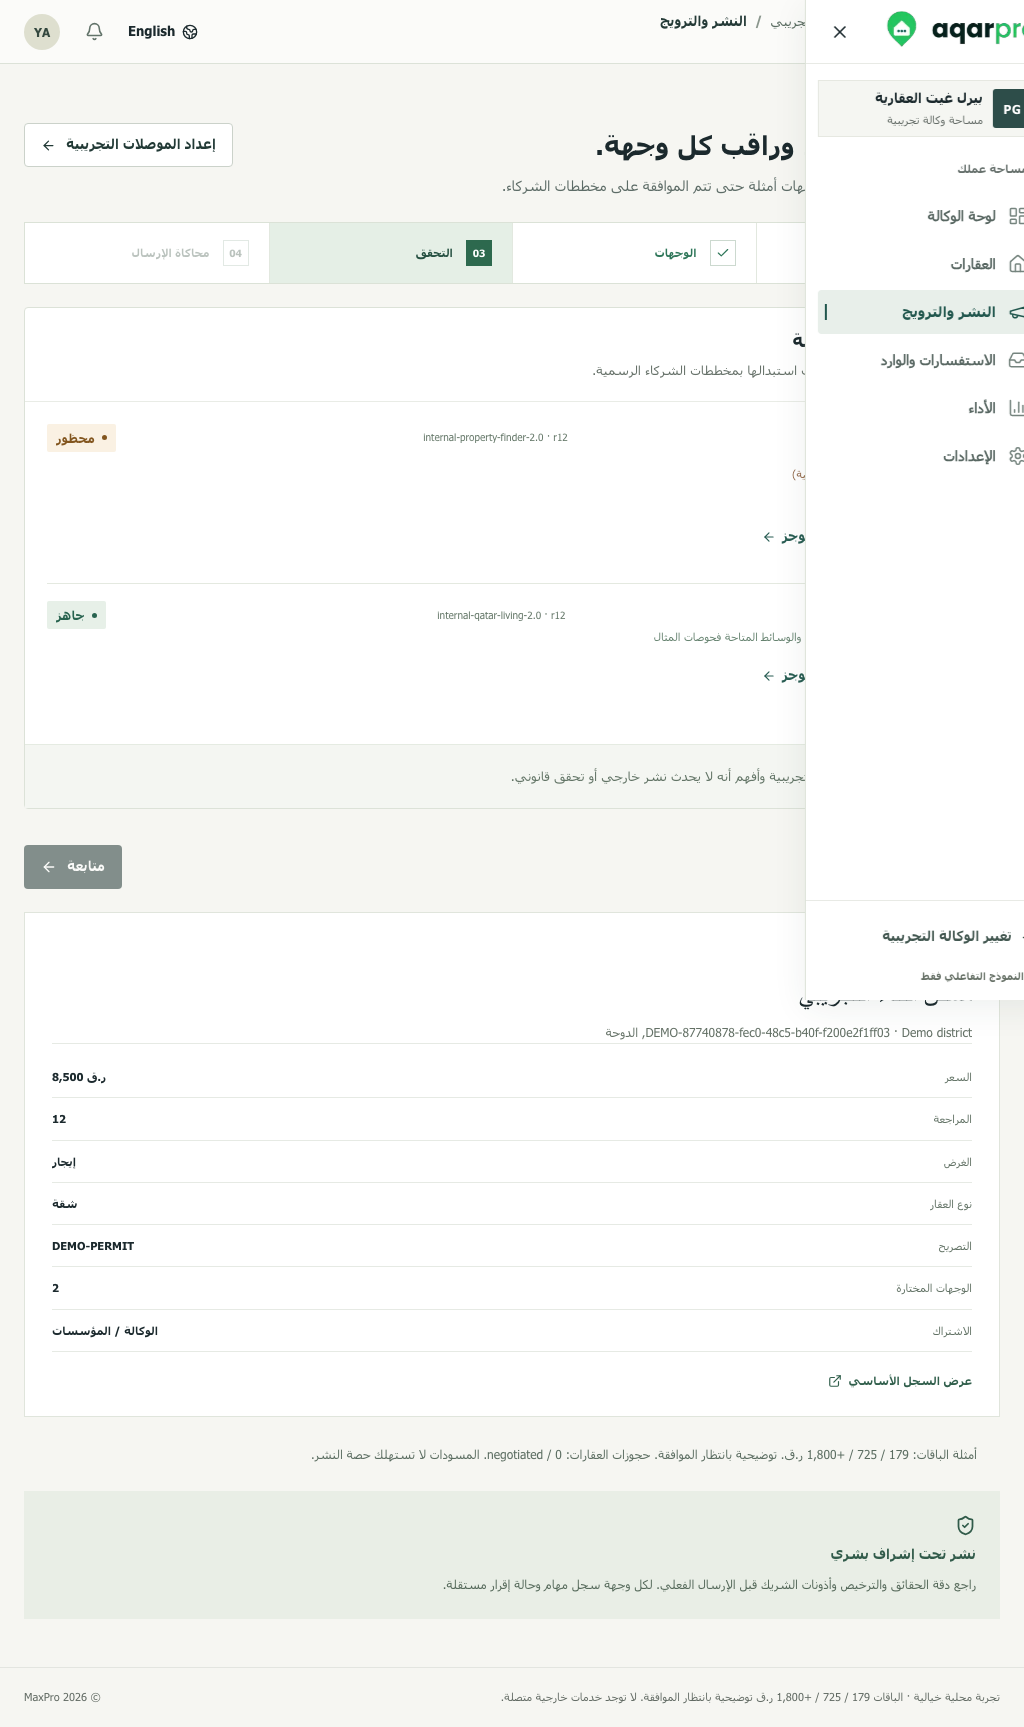 aqarpro
PG
بيرل غيت العقارية
مساحة وكالة تجريبية
مساحة عملك
لوحة الوكالة
العقارات
النشر والترويج
الاستفسارات والوارد
الأداء
الإعدادات
تغيير الوكالة التجريبية
النموذج التفاعلي فقط
/ النشر والترويج
English
YA
وراقب كل وجهة.
أمثلة حتى تتم الموافقة على مخططات الشركاء.
إعداد الموصلات التجريبية
الوجهات
03 التحقق
04 محاكاة الإرسال
استبدالها بمخططات الشركاء الرسمية.
internal-property-finder-2.0 · r12
محظور
internal-qatar-living-2.0 · r12
جاهز
والوسائط المتاحة فحوصات المثال
وأفهم أنه لا يحدث نشر خارجي أو تحقق قانوني.
متابعة
DEMO-87740878-fec0-48c5-b40f-f200e2f1ff03 · Demo district, الدوحة
السعر
8,500 ر.ق
المراجعة
12
الغرض
إيجار
نوع العقار
شقة
التصريح
DEMO-PERMIT
الوجهات المختارة
2
الاشتراك
الوكالة / المؤسسات
عرض السجل الأساسي
أمثلة الباقات: 179 / 725 / +1,800 ر.ق. توضيحية بانتظار الموافقة. حجوزات العقارات: 0 / negotiated. المسودات لا تستهلك حصة النشر.
نشر تحت إشراف بشري
راجع دقة الحقائق والترخيص وأذونات الشريك قبل الإرسال الفعلي. لكل وجهة سجل مهام وحالة إقرار مستقلة.
تجربة محلية خيالية · الباقات 179 / 725 / +1,800 ر.ق توضيحية بانتظار الموافقة. لا توجد خدمات خارجية متصلة.
© 2026 MaxPro